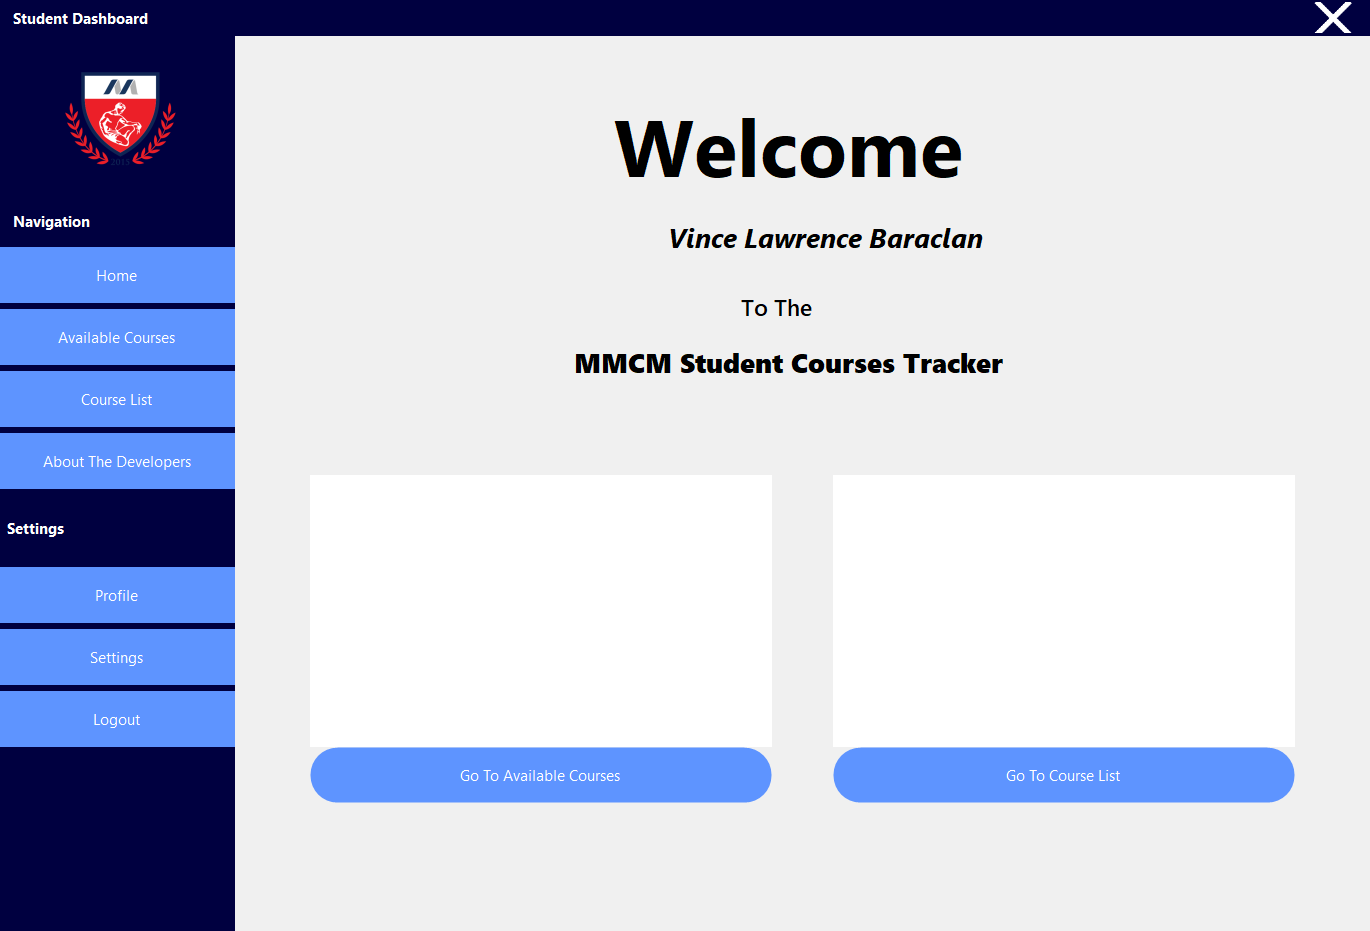 Student Dashboard
2015
Navigation
Home
Available Courses
Course List
About The Developers
Settings
Profile
Settings
Logout
Welcome
Vince Lawrence Baraclan
To The
MMCM Student Courses Tracker
Go To Available Courses
Go To Course List